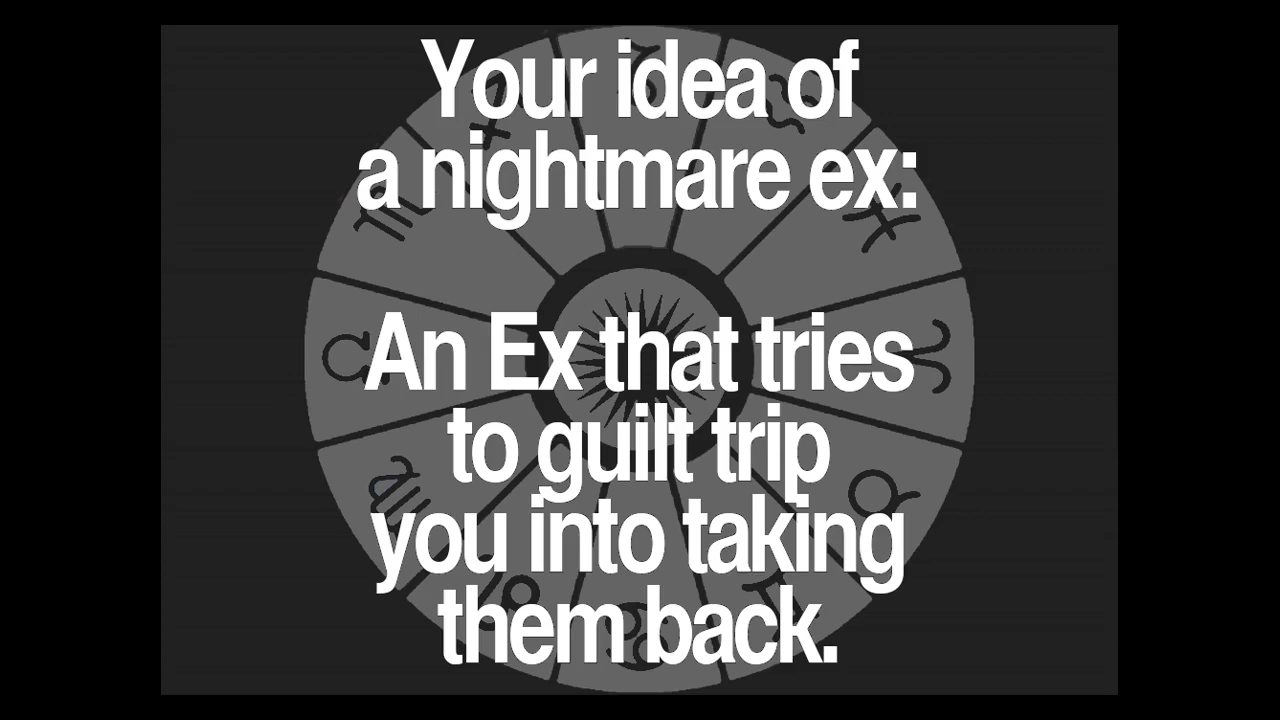 Your idea of
a nightmare ex:
An Ex that tries
to guilt trip
you into taking
them back.